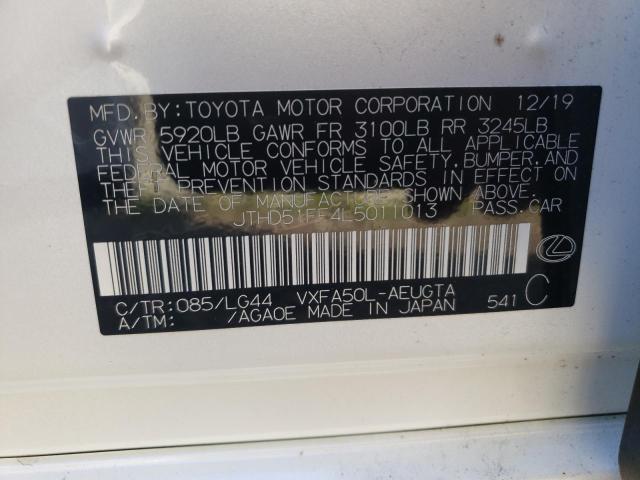 MFD. BY: TOYOTA MOTOR CORPORATION 12/19
GVWR 5920LB GAWR FR 3100LB RR 3245LB
THIS VEHICLE CONFORMS TO ALL APPLICABLE
FEDERAL MOTOR VEHICLE SAFETY, BUMPER, AND
THEFT PREVENTION STANDARDS IN EFFECT ON
THE DATE OF MANUFACTURE SHOWN ABOVE.
JTHD51FF4L5011013 PASS. CAR
C/TR: 085/LG44 VXFA50L-AEUGTA
A/TM: /AGA0E MADE IN JAPAN 541 C